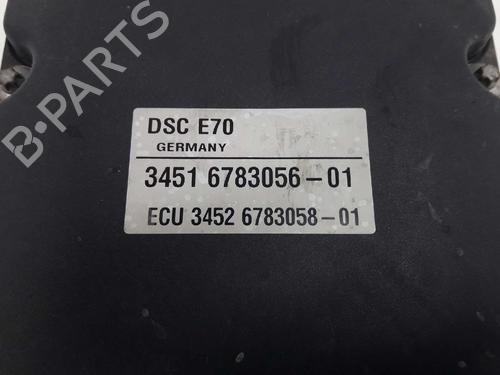 B-PARTS
DSC E70
GERMANY
3451 6783056-01
ECU 3452 6783058-01